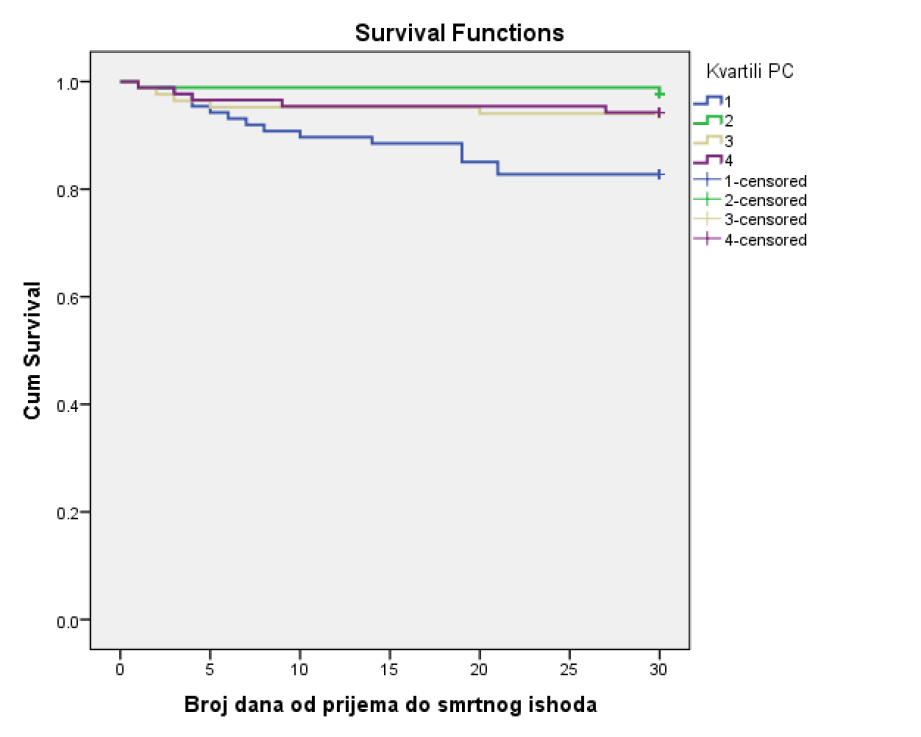 Survival Functions
Kvartili PC
1
2
3
4
1-censored
2-censored
3-censored
4-censored
Cum Survival
1.0
0.8
0.6
0.4
0.2
0.0
0 5 10 15 20 25 30
Broj dana od prijema do smrtnog ishoda